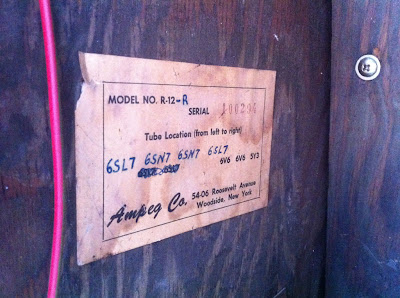 MODEL NO. R-12-R
SERIAL
Tube Location (from left to right)
6SL7 6SN7 6SN7 6SL7
6V6 6V6 5Y3
Ampeg Co. 54-06 Roosevelt Avenue
Woodside, New York